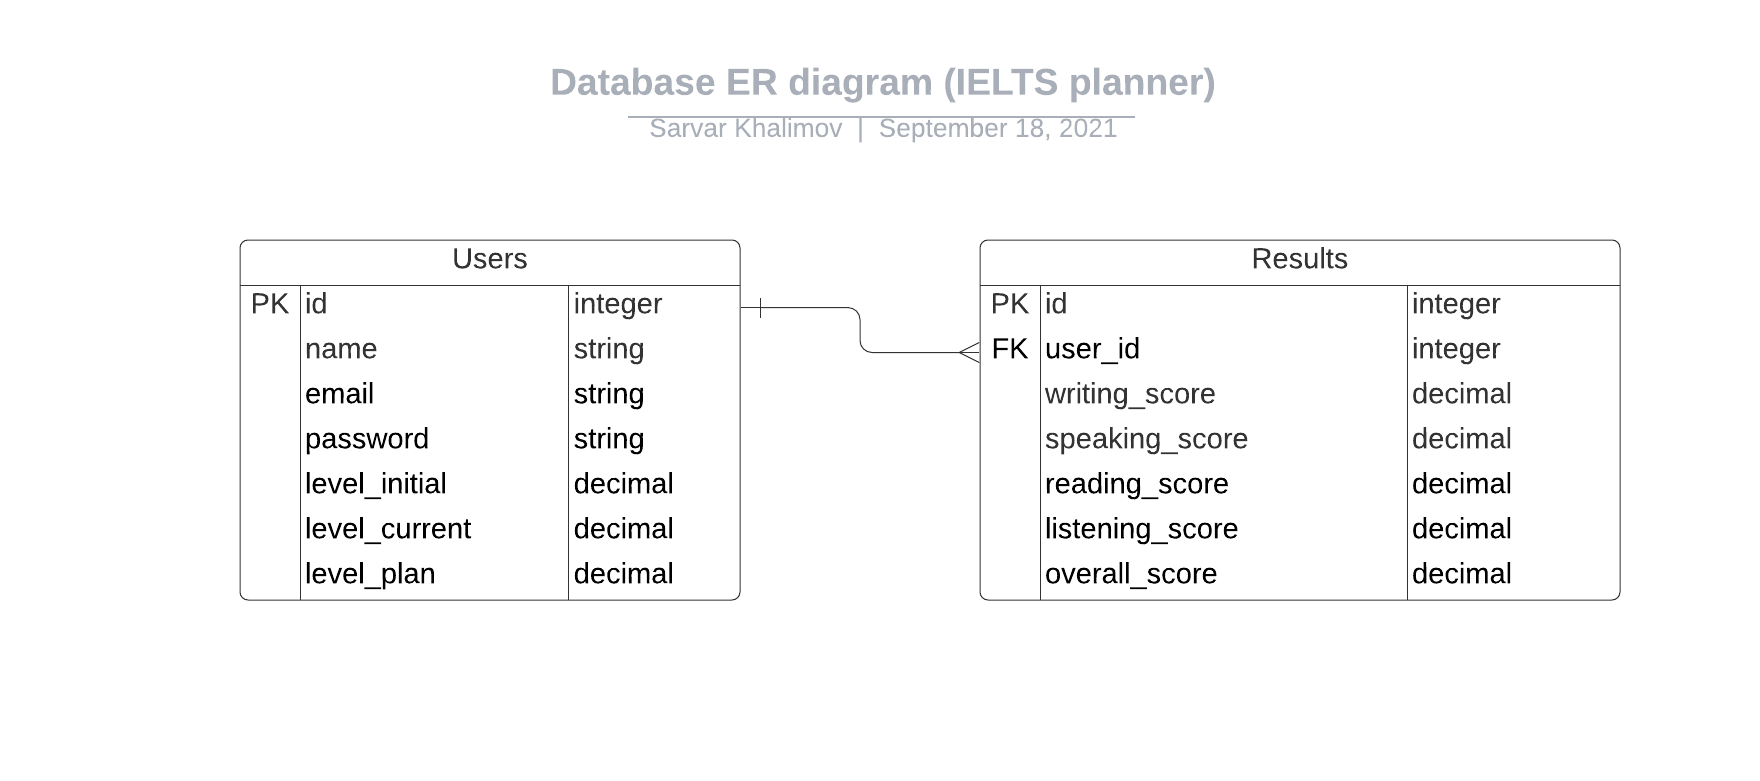 Database ER diagram (IELTS planner)
Sarvar Khalimov | September 18, 2021
Users
PK id integer
name string
email string
password string
level_initial decimal
level_current decimal
level_plan decimal
Results
PK id integer
FK user_id integer
writing_score decimal
speaking_score decimal
reading_score decimal
listening_score decimal
overall_score decimal